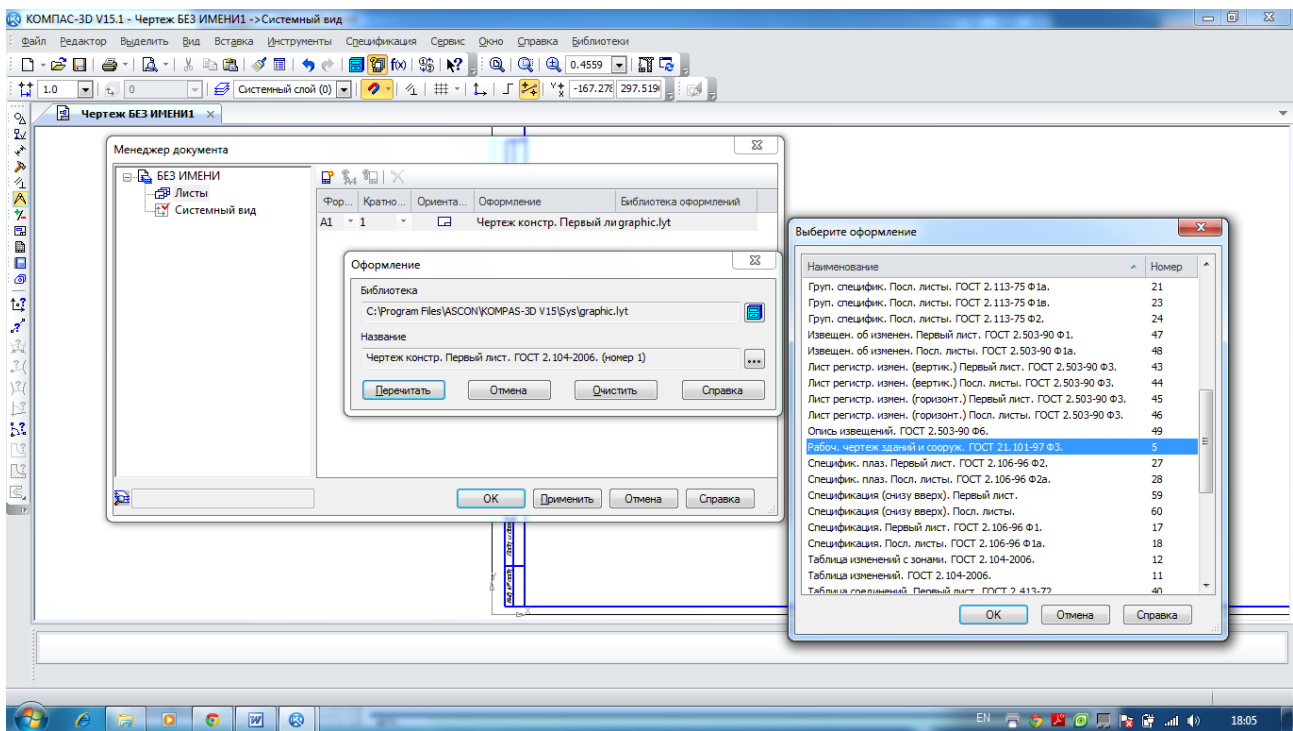 КОМПАС-3D V15.1 - Чертеж БЕЗ ИМЕНИ1 ->Системный вид
Файл Редактор Выделить Вид Вставка Инструменты Спецификация Сервис Окно Справка Библиотеки
0.4559
1.0 0 Системный слой (0) -167.278 297.519
Чертеж БЕЗ ИМЕНИ1
Менеджер документа
БЕЗ ИМЕНИ
Листы
Системный вид
Фор... Кратно... Ориента... Оформление Библиотека оформлений
A1 1 Чертеж констр. Первый ли graphic.lyt
Оформление
Библиотека
C:\Program Files\ASCON\KOMPAS-3D V15\Sys\graphic.lyt
Название
Чертеж констр. Первый лист. ГОСТ 2.104-2006. (номер 1)
Перечитать Отмена Очистить Справка
OK Применить Отмена Справка
Выберите оформление
Наименование Номер
Груп. специфик. Посл. листы. ГОСТ 2.113-75 Ф1а. 21
Груп. специфик. Посл. листы. ГОСТ 2.113-75 Ф1в. 23
Груп. специфик. Посл. листы. ГОСТ 2.113-75 Ф2. 24
Извещен. об изменен. Первый лист. ГОСТ 2.503-90 Ф1. 47
Извещен. об изменен. Посл. листы. ГОСТ 2.503-90 Ф1а. 48
Лист регистр. измен. (вертик.) Первый лист. ГОСТ 2.503-90 Ф3. 43
Лист регистр. измен. (вертик.) Посл. листы. ГОСТ 2.503-90 Ф3. 44
Лист регистр. измен. (горизонт.) Первый лист. ГОСТ 2.503-90 Ф3. 45
Лист регистр. измен. (горизонт.) Посл. листы. ГОСТ 2.503-90 Ф3. 46
Опись извещений. ГОСТ 2.503-90 Ф6. 49
Рабоч. чертеж зданий и сооруж. ГОСТ 21.101-97 Ф3. 5
Специфик. плаз. Первый лист. ГОСТ 2.106-96 Ф2. 27
Специфик. плаз. Посл. листы. ГОСТ 2.106-96 Ф2а. 28
Спецификация (снизу вверх). Первый лист. 59
Спецификация (снизу вверх). Посл. листы. 60
Спецификация. Первый лист. ГОСТ 2.106-96 Ф1. 17
Спецификация. Посл. листы. ГОСТ 2.106-96 Ф1а. 18
Таблица изменений с зонами. ГОСТ 2.104-2006. 12
Таблица изменений. ГОСТ 2.104-2006. 11
Таблица соединений. Первый лист. ГОСТ 2.413-72 40
OK Отмена Справка
EN 18:05